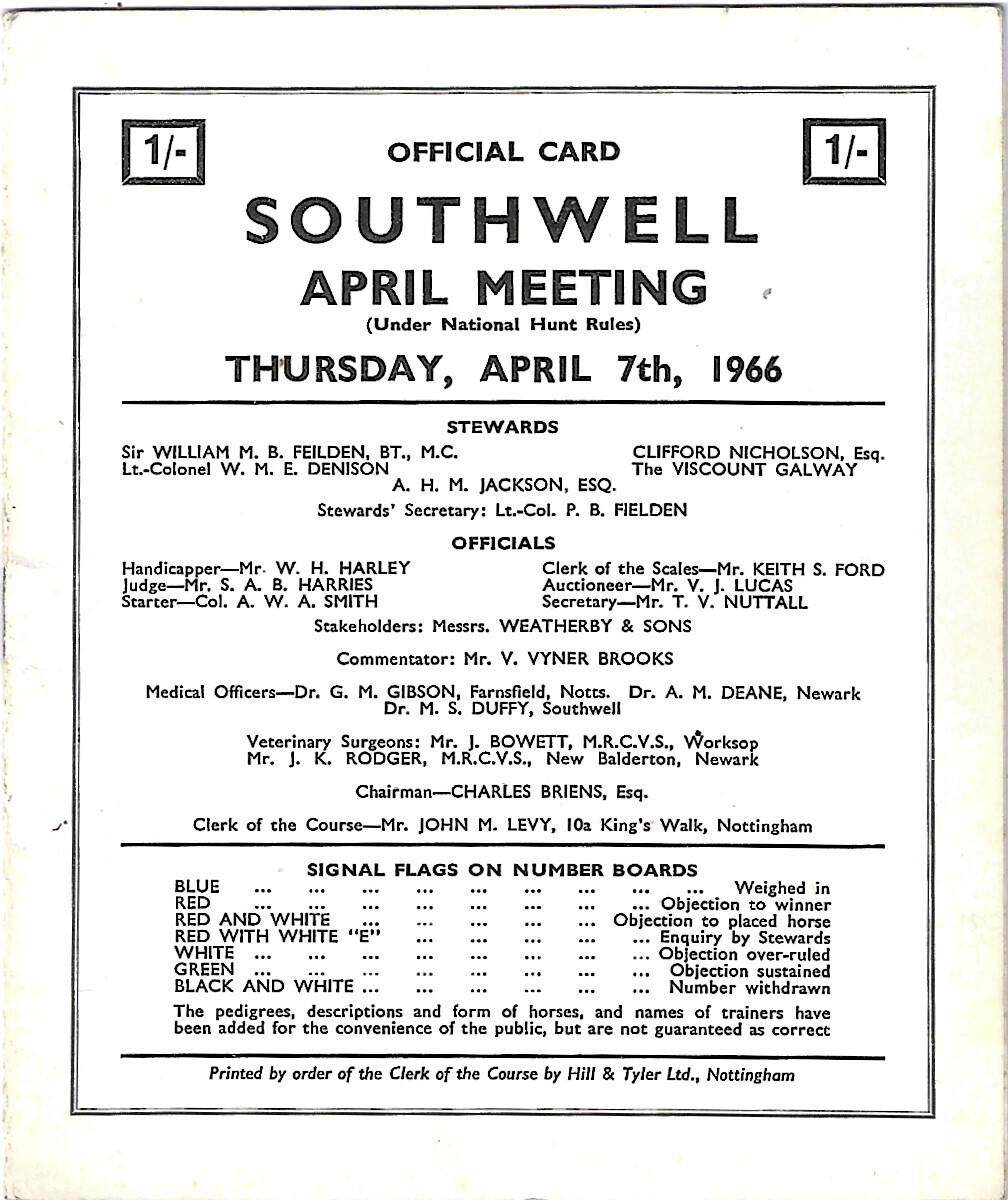 1/- OFFICIAL CARD 1/-
SOUTHWELL
APRIL MEETING
(Under National Hunt Rules)
THURSDAY, APRIL 7th, 1966
STEWARDS
Sir WILLIAM M. B. FEILDEN, BT., M.C. CLIFFORD NICHOLSON, Esq.
Lt.-Colonel W. M. E. DENISON The VISCOUNT GALWAY
A. H. M. JACKSON, ESQ.
Stewards' Secretary: Lt.-Col. P. B. FIELDEN
OFFICIALS
Handicapper—Mr. W. H. HARLEY Clerk of the Scales—Mr. KEITH S. FORD
Judge—Mr. S. A. B. HARRIES Auctioneer—Mr. V. J. LUCAS
Starter—Col. A. W. A. SMITH Secretary—Mr. T. V. NUTTALL
Stakeholders: Messrs. WEATHERBY & SONS
Commentator: Mr. V. VYNER BROOKS
Medical Officers—Dr. G. M. GIBSON, Farnsfield, Notts. Dr. A. M. DEANE, Newark
Dr. M. S. DUFFY, Southwell
Veterinary Surgeons: Mr. J. BOWETT, M.R.C.V.S., Worksop
Mr. J. K. RODGER, M.R.C.V.S., New Balderton, Newark
Chairman—CHARLES BRIENS, Esq.
Clerk of the Course—Mr. JOHN M. LEVY, 10a King's Walk, Nottingham
SIGNAL FLAGS ON NUMBER BOARDS
BLUE ... ... ... ... ... ... ... ... ... Weighed in
RED ... ... ... ... ... ... ... ... Objection to winner
RED AND WHITE ... ... ... ... ... ... Objection to placed horse
RED WITH WHITE "E" ... ... ... ... ... Enquiry by Stewards
WHITE ... ... ... ... ... ... ... ... Objection over-ruled
GREEN ... ... ... ... ... ... ... ... Objection sustained
BLACK AND WHITE ... ... ... ... ... ... Number withdrawn
The pedigrees, descriptions and form of horses, and names of trainers have
been added for the convenience of the public, but are not guaranteed as correct
Printed by order of the Clerk of the Course by Hill & Tyler Ltd., Nottingham